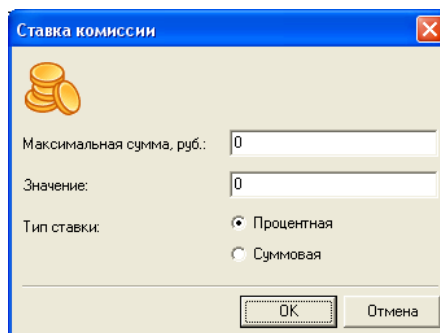 Ставка комиссии
Максимальная сумма, руб.: 0
Значение: 0
Тип ставки: Процентная
Суммовая
OK Отмена